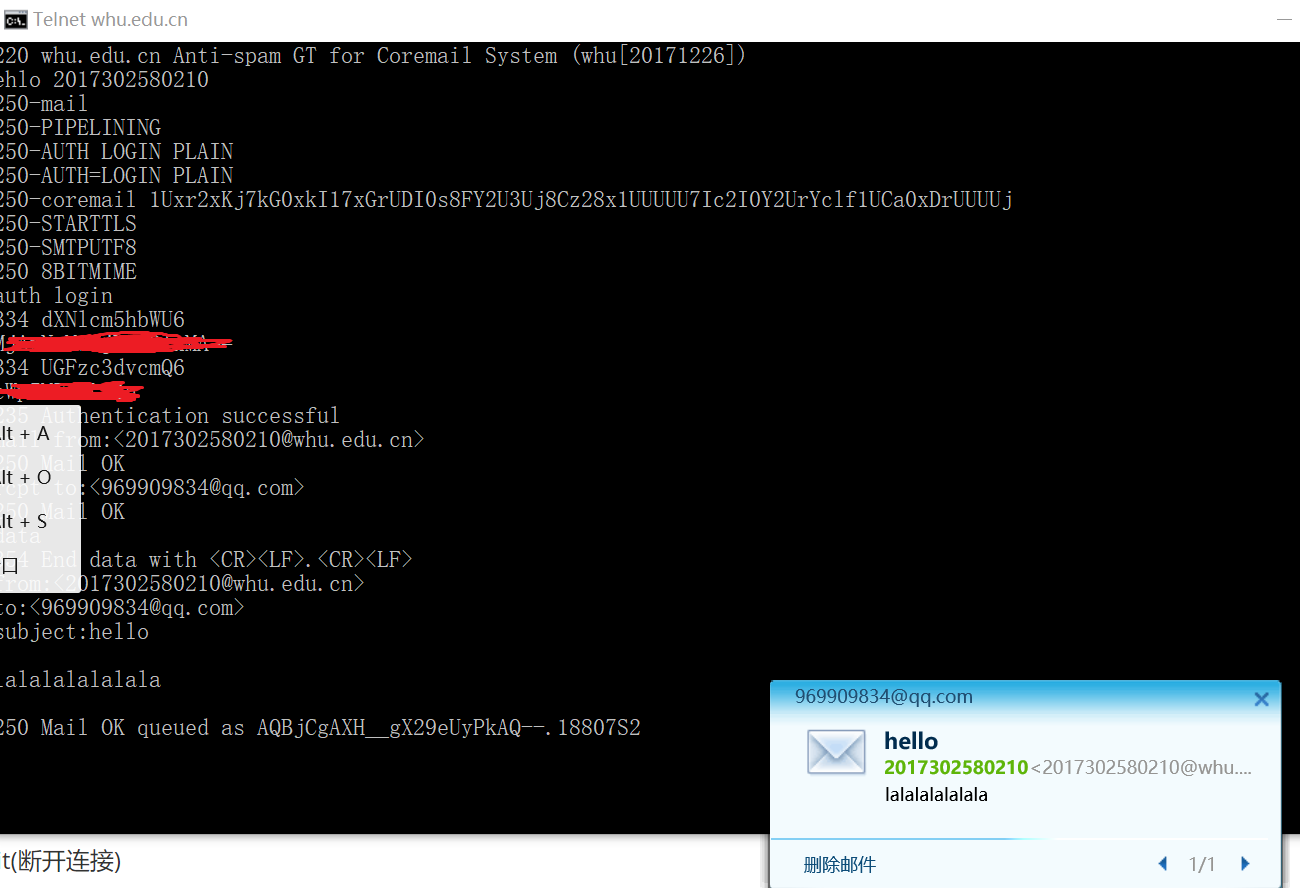 Telnet whu.edu.cn
220 whu.edu.cn Anti-spam GT for Coremail System (whu[20171226])
ehlo 2017302580210
250-mail
250-PIPELINING
250-AUTH LOGIN PLAIN
250-AUTH=LOGIN PLAIN
250-coremail 1Uxr2xKj7kG0xkI17xGrUDI0s8FY2U3Uj8Cz28x1UUUUU7Ic2I0Y2UrYclf1UCa0xDrUUUUj
250-STARTTLS
250-SMTPUTF8
250 8BITMIME
auth login
334 dXNlcm5hbWU6
334 UGFzc3dvcmQ6
235 Authentication successful
lt + A
mail from:<2017302580210@whu.edu.cn>
250 Mail OK
lt + O
rcpt to:<969909834@qq.com>
250 Mail OK
lt + S
data
354 End data with <CR><LF>.<CR><LF>
口
from:<2017302580210@whu.edu.cn>
to:<969909834@qq.com>
subject:hello
lalalalalalala
250 Mail OK queued as AQBjCgAXH__gX29eUyPkAQ--.18807S2
969909834@qq.com
hello
2017302580210<2017302580210@whu....
lalalalalalala
删除邮件
1/1
it(断开连接)